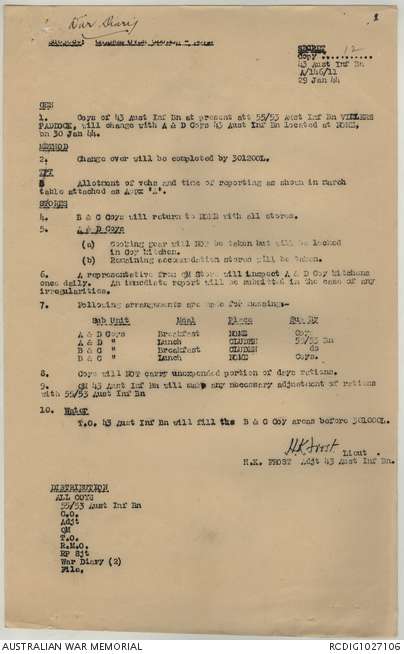 War Diary
SECRET
Copy ..12......
43 Aust Inf Bn
A/146/11
29 Jan 44
GEN
1. Coys of 43 Aust Inf Bn at present att 55/53 Aust Inf Bn VILLERS
PADDOCK, will change with A & D Coys 43 Aust Inf Bn located at NOME,
on 30 Jan 44.
METHOD
2. Change over will be completed by 301200L.
TPT
3 Allotment of vehs and time of reporting as shown in march
table attached as Appx "A".
STORES
4. B & C Coys will return to NOME with all stores.
5. A & D Coys
(a) Cooking gear will NOT be taken but will be locked
in Coy kitchen.
(b) Remaining accomodation stores will be taken.
6. A representative from QM Store will inspect A & D Coy kitchens
once daily. An immediate report will be submitted in the case of any
irregularities.
7. Following arrangements are made for messing:-
Sub Unit Meal Place Sup By
A & D Coys Breakfast NOME Coys
A & D " Lunch CLUDEN 55/53 Bn
B & C " Breakfast CLUDEN do
B & C " Lunch NOME Coys.
8. Coys will NOT carry unexpended portion of days rations.
9. QM 43 Aust Inf Bn will make any necessary adjustment of rations
with 55/53 Aust Inf Bn
10. Water
T.O. 43 Aust Inf Bn will fill the B & C Coy areas before 301000L.
H.K. Frost Lieut
H.K. FROST Adjt 43 Aust Inf Bn.
DISTRIBUTION
ALL COYS
55/53 Aust Inf Bn
C.O.
Adjt
QM
T.O.
R.M.O.
RP Sjt
War Diary (2)
File.
AUSTRALIAN WAR MEMORIAL
RCDIG1027106